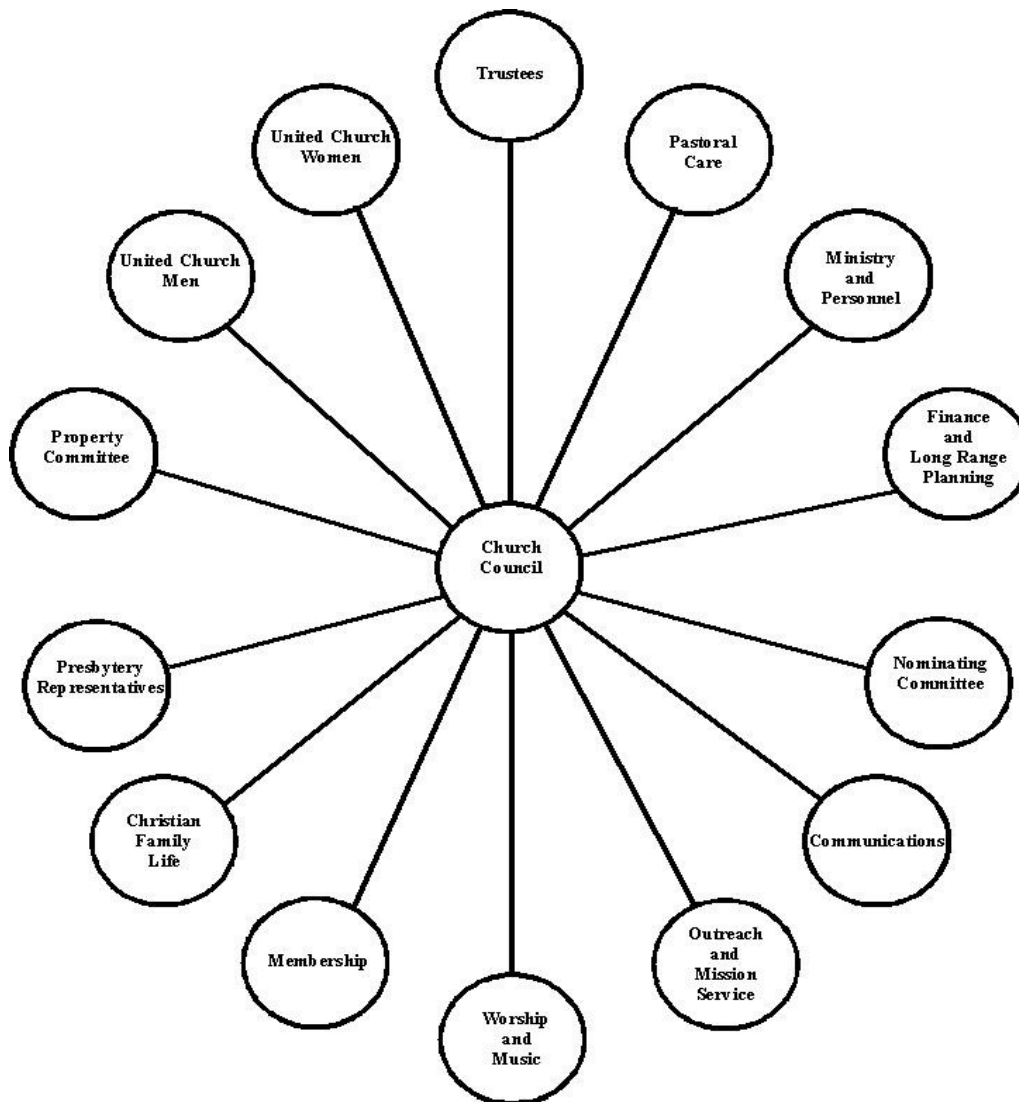 Trustees
United Church
Women
Pastoral
Care
United Church
Men
Ministry
and
Personnel
Property
Committee
Finance
and
Long Range
Planning
Church
Council
Presbytery
Representatives
Nominating
Committee
Christian
Family
Life
Communications
Membership
Outreach
and
Mission
Service
Worship
and
Music